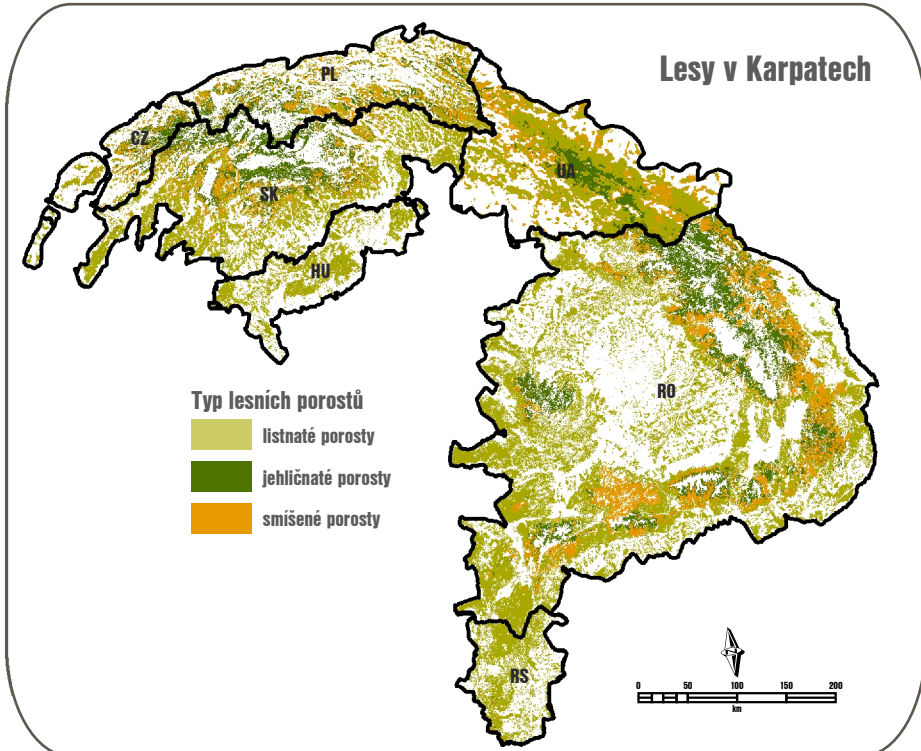 Lesy v Karpatech
PL
CZ
SK
UA
HU
RO
RS
Typ lesních porostů
listnaté porosty
jehličnaté porosty
smíšené porosty
N
0 50 100 150 200
km